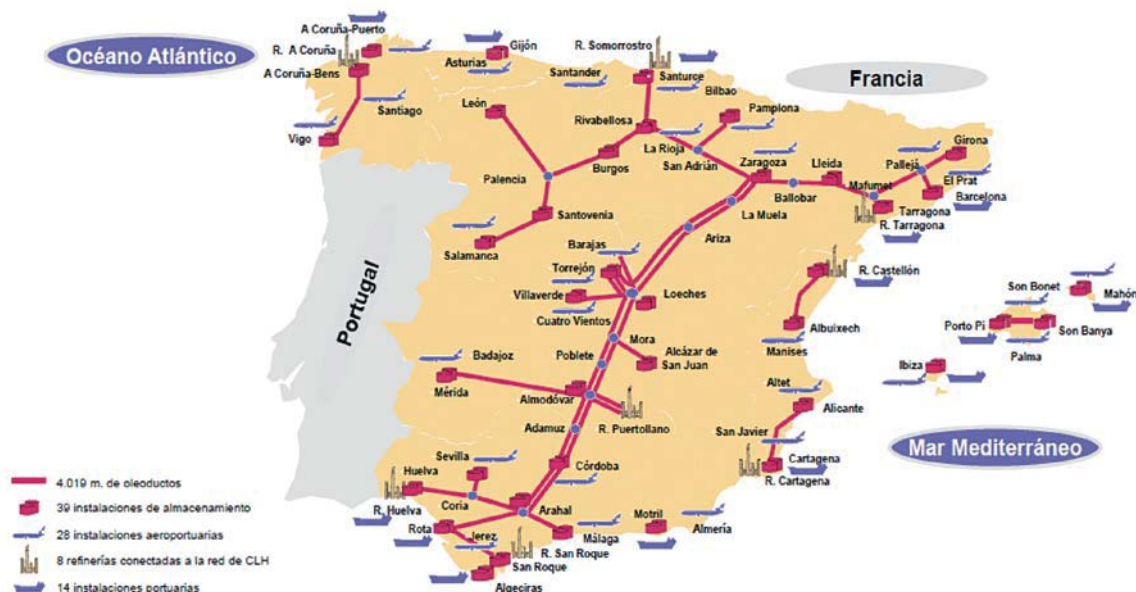 A Coruña-Puerto
Océano Atlántico
R. A Coruña
A Coruña-Bens
Gijón
Asturias
R. Somorrostro
Santander
Santurce
Bilbao
Francia
Santiago
Vigo
León
Rivabellosa
Pamplona
La Rioja
San Adrián
Burgos
Palencia
Zaragoza
Lleida
Ballobar
Girona
Pallejá
Mafumet
El Prat
Barcelona
Tarragona
R. Tarragona
Santovenia
Salamanca
La Muela
Ariza
Barajas
Torrejón
Villaverde
Loeches
Cuatro Vientos
R. Castellón
Albuixech
Manises
Portugal
Son Bonet
Mahón
Porto Pi
Son Banya
Palma
Ibiza
Mora
Badajoz
Poblete
Alcázar de
San Juan
Mérida
Almodóvar
Altet
Alicante
Adamuz
R. Puertollano
San Javier
Mar Mediterráneo
Cartagena
R. Cartagena
Sevilla
Córdoba
Huelva
R. Huelva
Coria
Arahal
Motril
Almería
Rota
Jerez
Málaga
R. San Roque
San Roque
Algeciras
4.019 m. de oleoductos
39 instalaciones de almacenamiento
28 instalaciones aeroportuarias
8 refinerías conectadas a la red de CLH
14 instalaciones portuarias